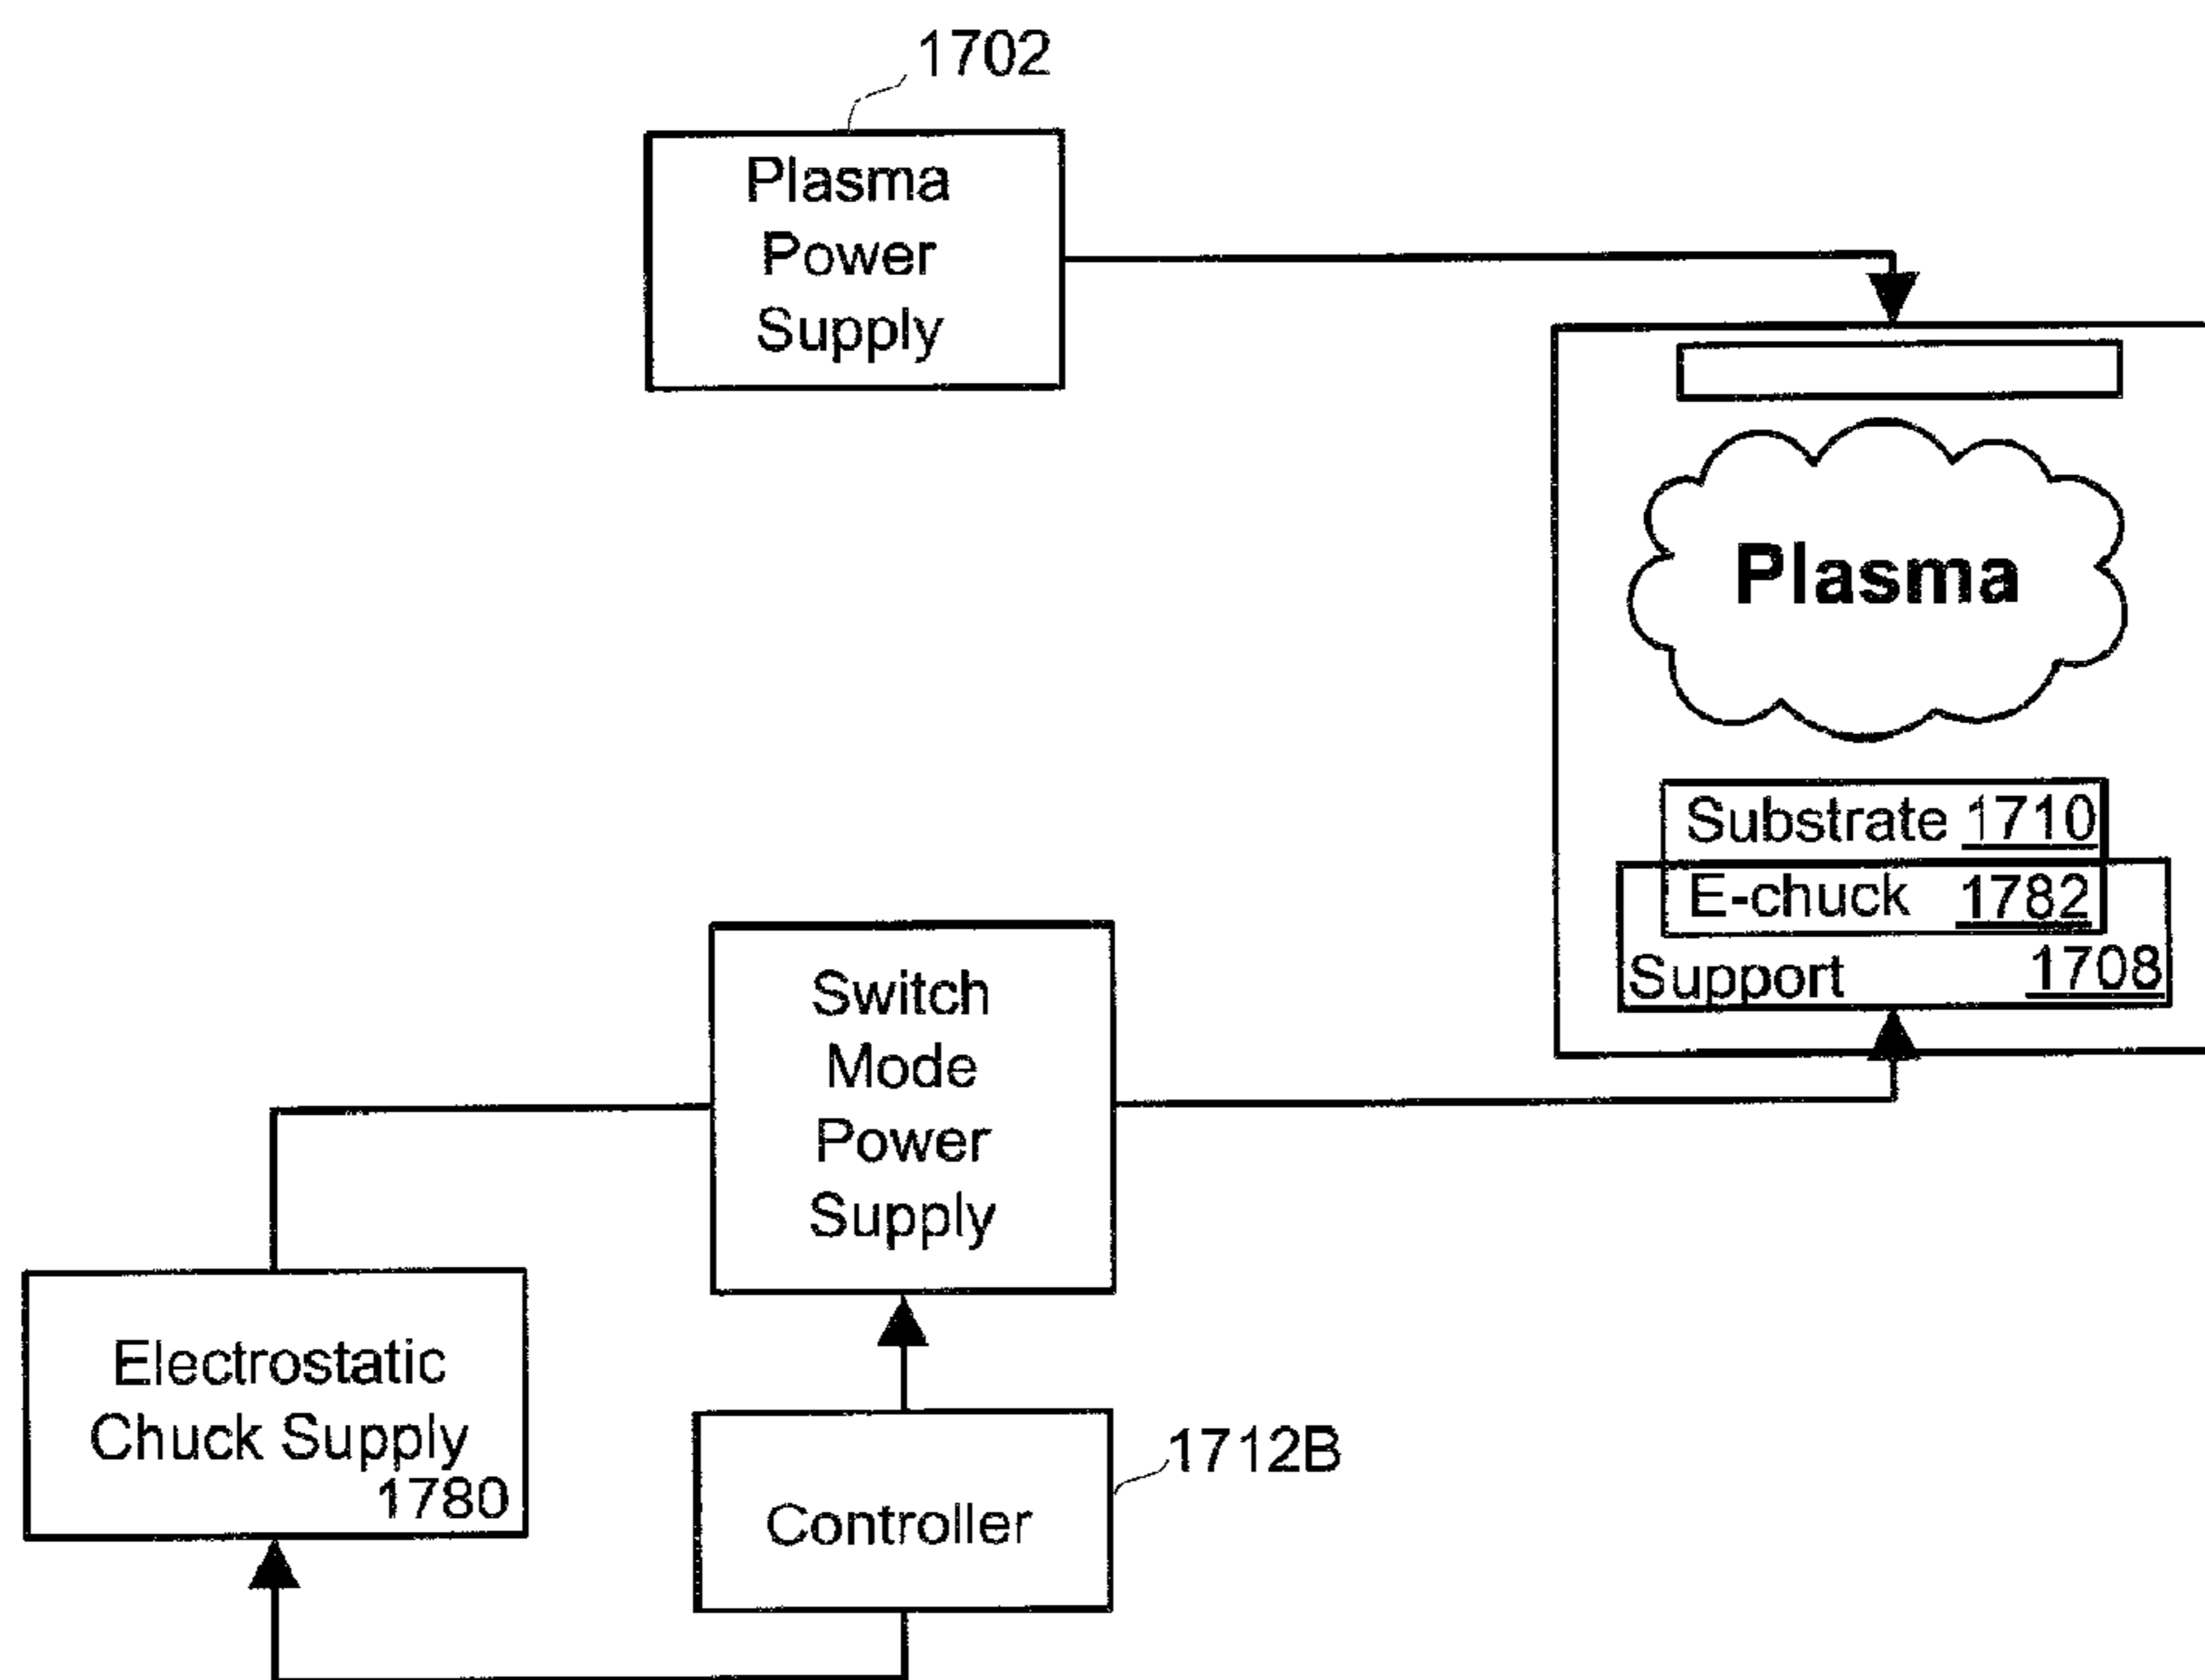 1702
Plasma
Power
Supply
Plasma
Substrate 1710
E-chuck 1782
Support 1708
Switch
Mode
Power
Supply
Electrostatic
Chuck Supply
1780
1712B
Controller